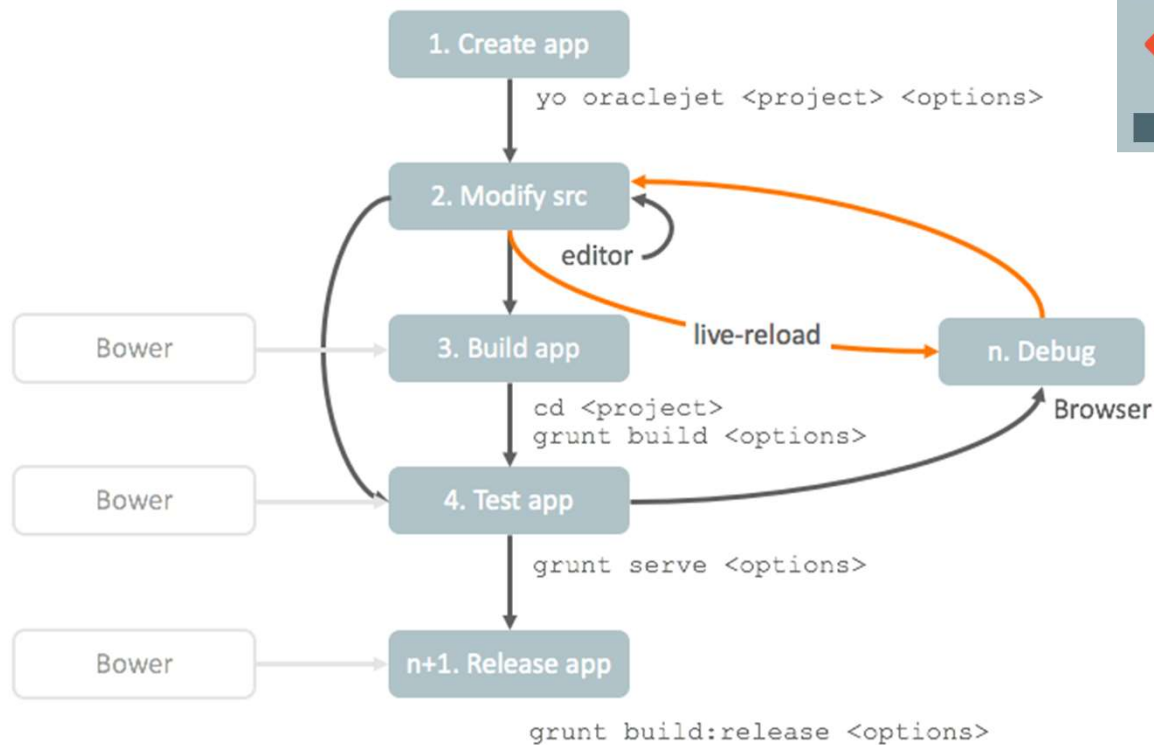 1. Create app
yo oraclejet <project> <options>
2. Modify src
editor
live-reload
Bower
3. Build app
n. Debug
cd <project>
grunt build <options>
Browser
Bower
4. Test app
grunt serve <options>
Bower
n+1. Release app
grunt build:release <options>